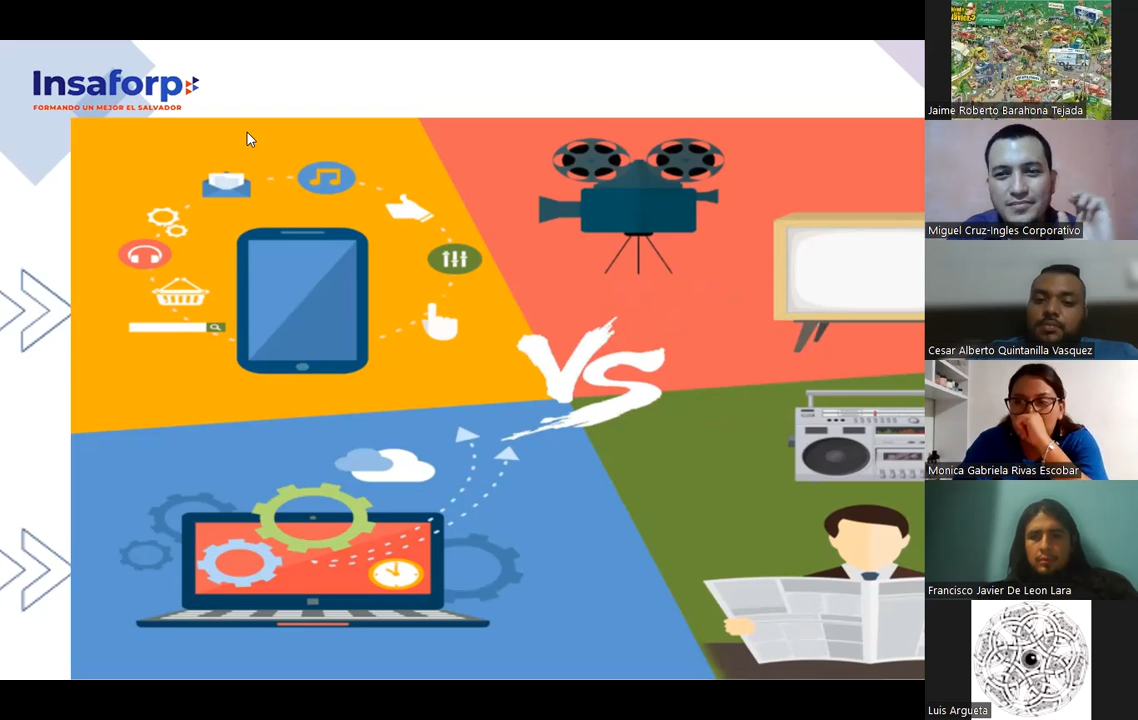 Insaforp
FORMANDO UN MEJOR EL SALVADOR
VS
Jaime Roberto Barahona Tejada
Miguel Cruz-Ingles Corporativo
Cesar Alberto Quintanilla Vasquez
Monica Gabriela Rivas Escobar
Francisco Javier De Leon Lara
Luis Argueta